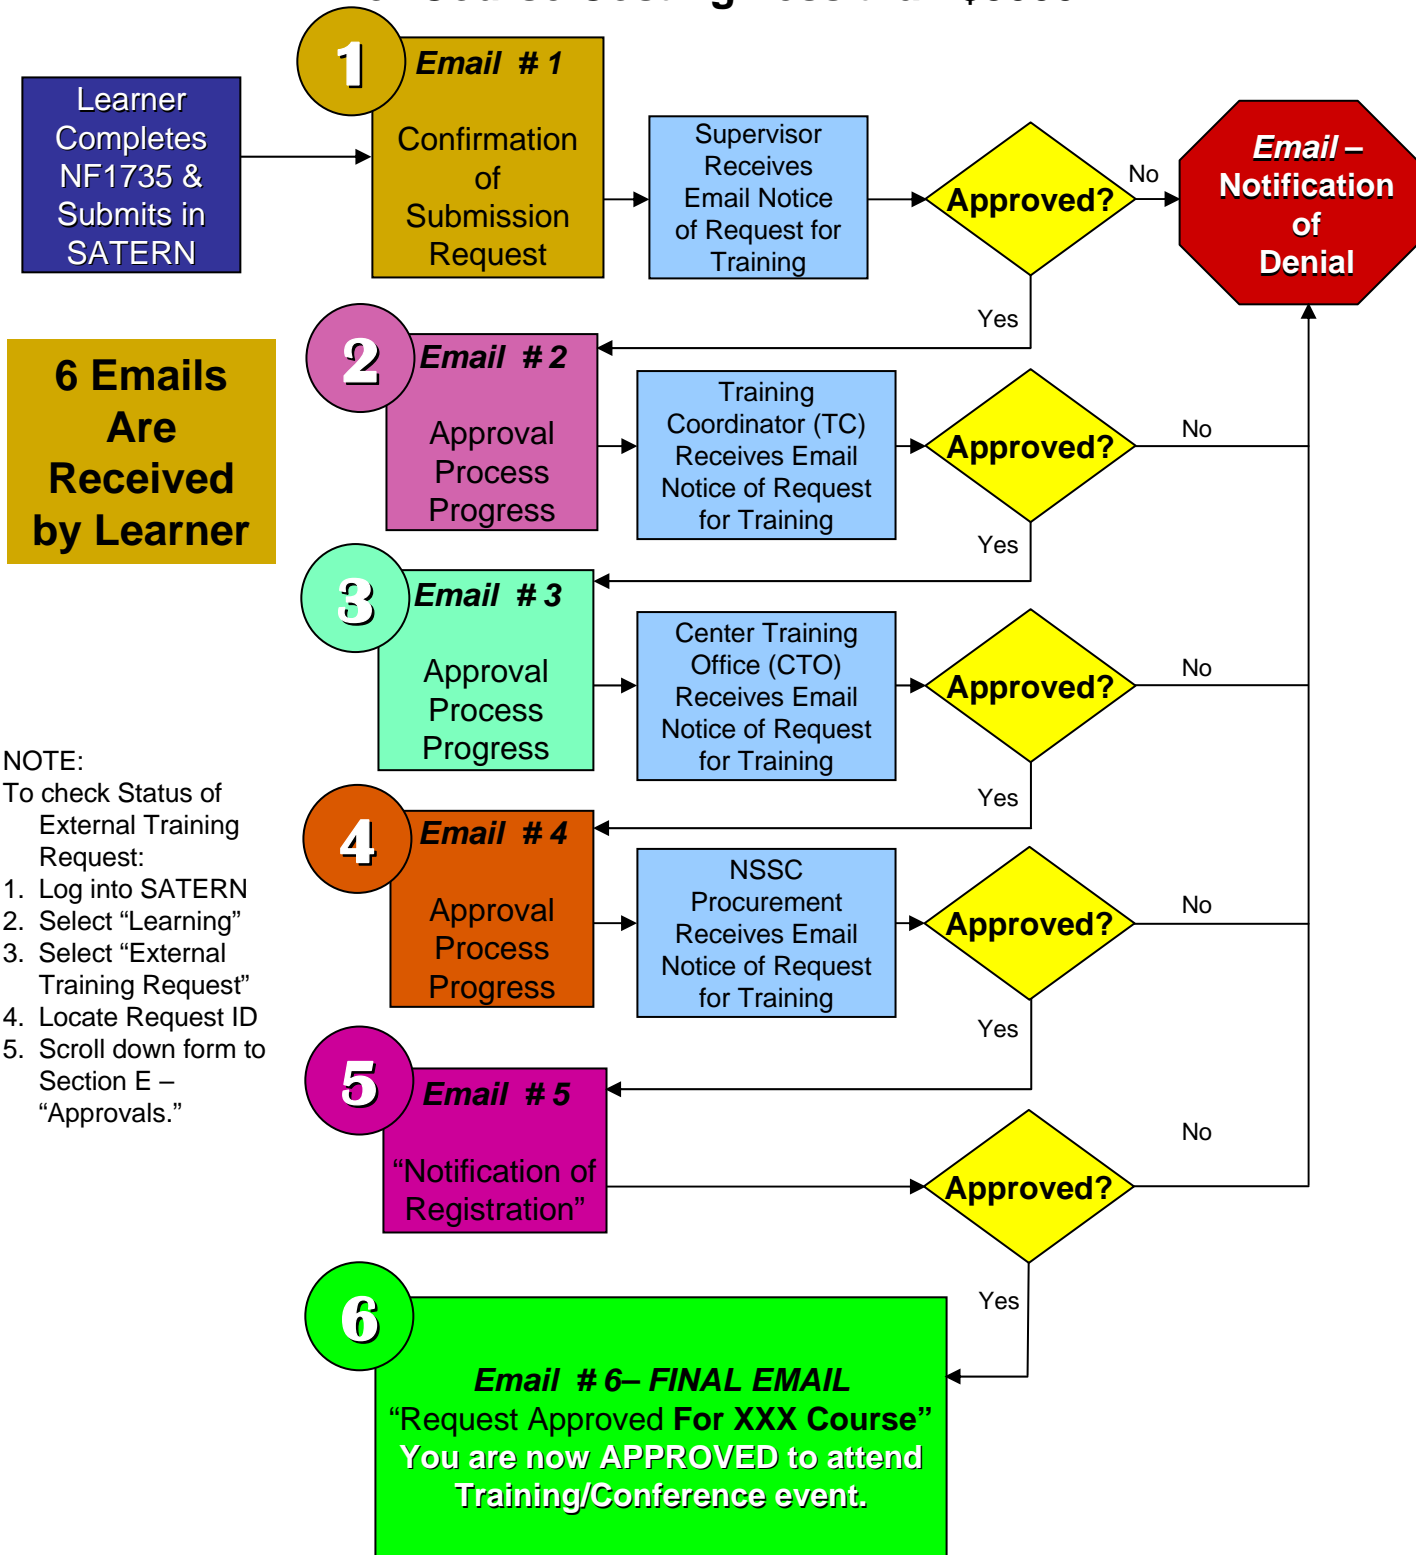 1
Email # 1
Confirmation
of
Submission
Request
Learner
Completes
NF1735 &
Submits in
SATERN
Supervisor
Receives
Email Notice
of Request for
Training
Approved?
No
Email –
Notification
of
Denial
Yes
6 Emails
Are
Received
by Learner
2
Email # 2
Approval
Process
Progress
Training
Coordinator (TC)
Receives Email
Notice of Request
for Training
Approved?
No
Yes
3
Email # 3
Approval
Process
Progress
Center Training
Office (CTO)
Receives Email
Notice of Request
for Training
Approved?
No
Yes
NOTE:
To check Status of
External Training
Request:
1. Log into SATERN
2. Select “Learning”
3. Select “External
Training Request”
4. Locate Request ID
5. Scroll down form to
Section E –
“Approvals.”
4
Email # 4
Approval
Process
Progress
NSSC
Procurement
Receives Email
Notice of Request
for Training
Approved?
No
Yes
5
Email # 5
“Notification of
Registration”
Approved?
No
Yes
6
Email # 6– FINAL EMAIL
“Request Approved For XXX Course”
You are now APPROVED to attend
Training/Conference event.